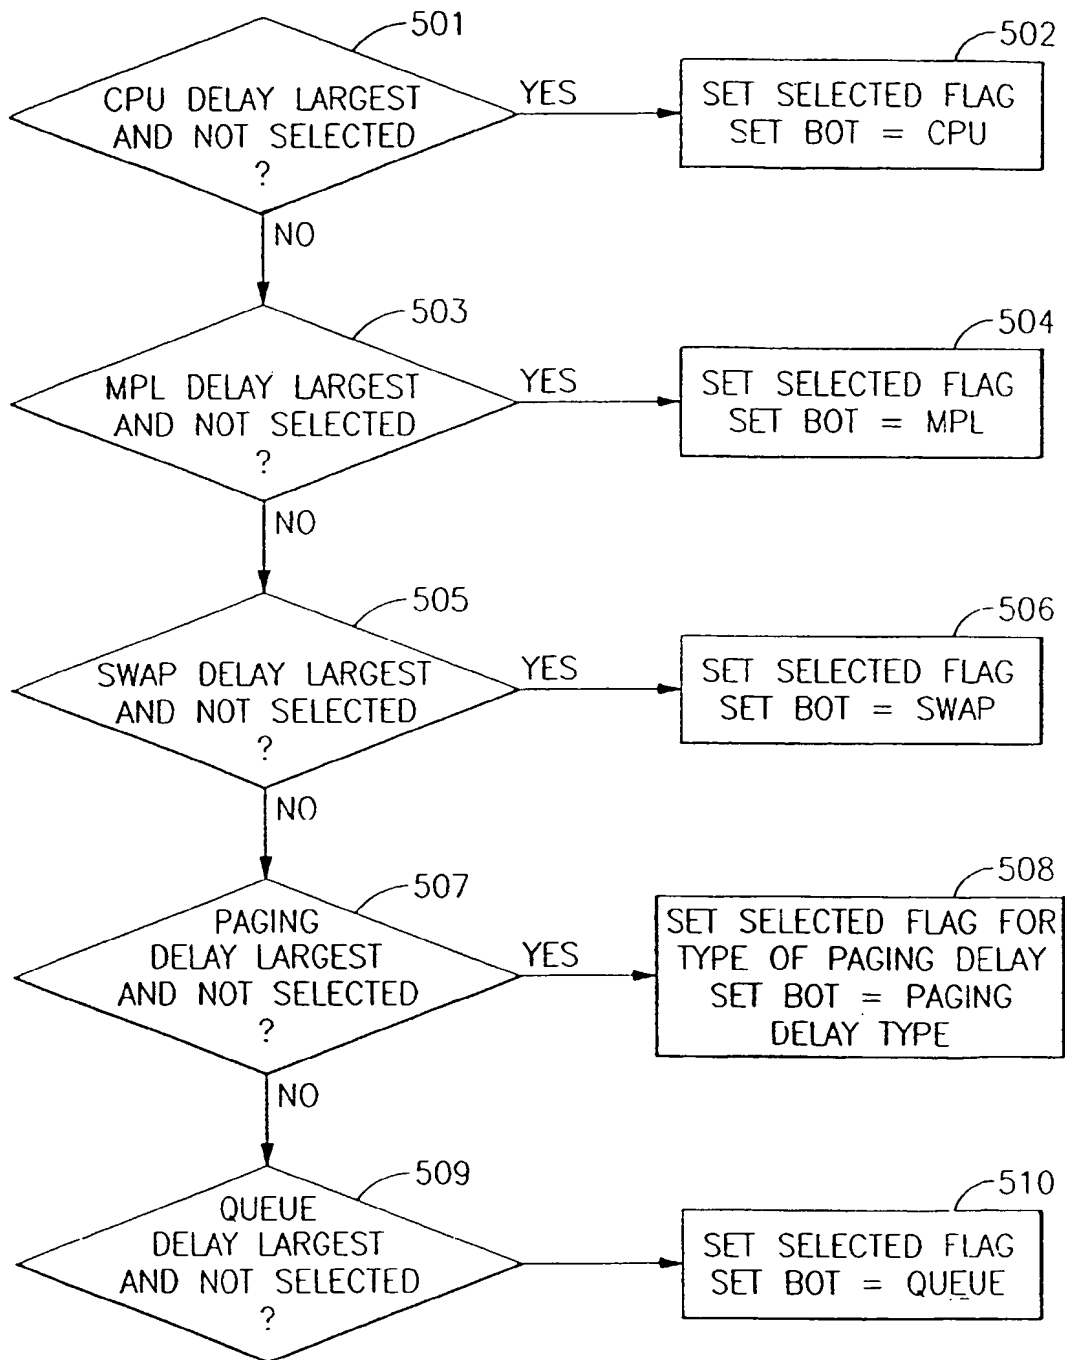 501
CPU DELAY LARGEST
AND NOT SELECTED
?
YES
502
SET SELECTED FLAG
SET BOT = CPU
NO
503
MPL DELAY LARGEST
AND NOT SELECTED
?
YES
504
SET SELECTED FLAG
SET BOT = MPL
NO
505
SWAP DELAY LARGEST
AND NOT SELECTED
?
YES
506
SET SELECTED FLAG
SET BOT = SWAP
NO
507
PAGING
DELAY LARGEST
AND NOT SELECTED
?
YES
508
SET SELECTED FLAG FOR
TYPE OF PAGING DELAY
SET BOT = PAGING
DELAY TYPE
NO
509
QUEUE
DELAY LARGEST
AND NOT SELECTED
?
510
SET SELECTED FLAG
SET BOT = QUEUE